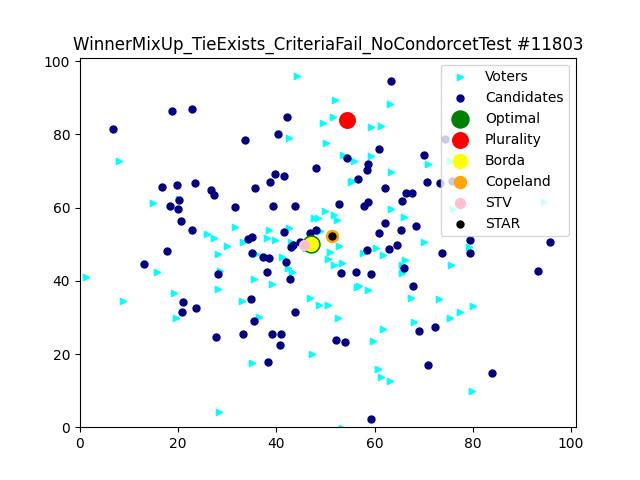 WinnerMixUp_TieExists_CriteriaFail_NoCondorcetTest #11803
100
80
60
40
20
0
0 20 40 60 80 100
Voters
Candidates
Optimal
Plurality
Borda
Copeland
STV
STAR